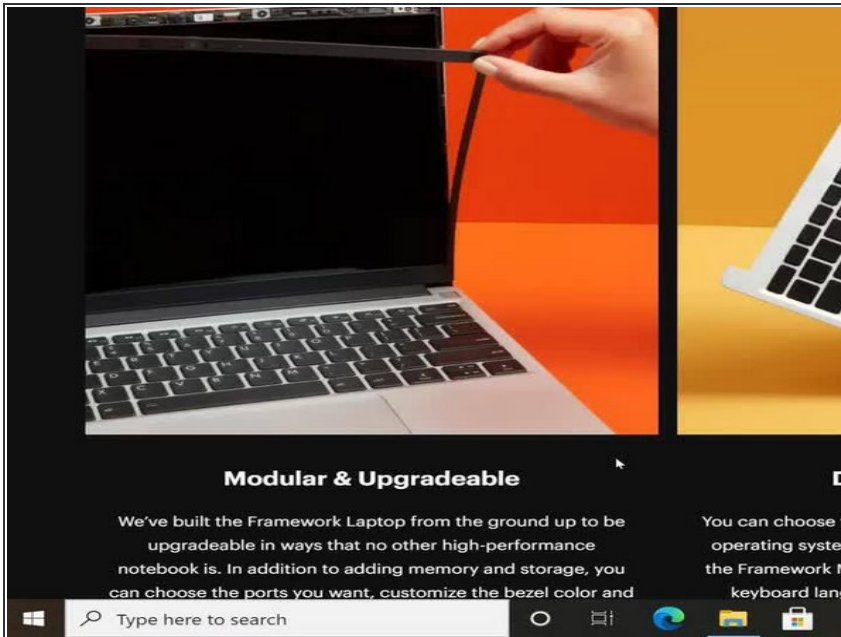 Modular & Upgradeable
We've built the Framework Laptop from the ground up to be
upgradeable in ways that no other high-performance
notebook is. In addition to adding memory and storage, you
can choose the ports you want, customize the bezel color and
D
You can choose
operating syste
the Framework M
keyboard lang
Type here to search